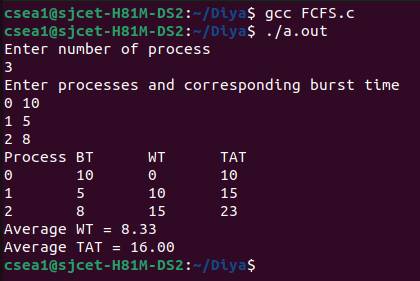 csea1@sjcet-H81M-DS2:~/Diya$ gcc FCFS.c
csea1@sjcet-H81M-DS2:~/Diya$ ./a.out
Enter number of process
3
Enter processes and corresponding burst time
0 10
1 5
2 8
Process BT WT TAT
0 10 0 10
1 5 10 15
2 8 15 23
Average WT = 8.33
Average TAT = 16.00
csea1@sjcet-H81M-DS2:~/Diya$